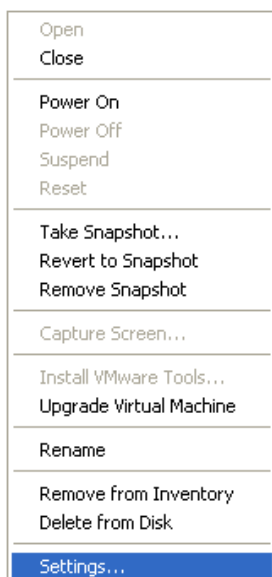 Open
Close
Power On
Power Off
Suspend
Reset
Take Snapshot...
Revert to Snapshot
Remove Snapshot
Capture Screen...
Install VMware Tools...
Upgrade Virtual Machine
Rename
Remove from Inventory
Delete from Disk
Settings...